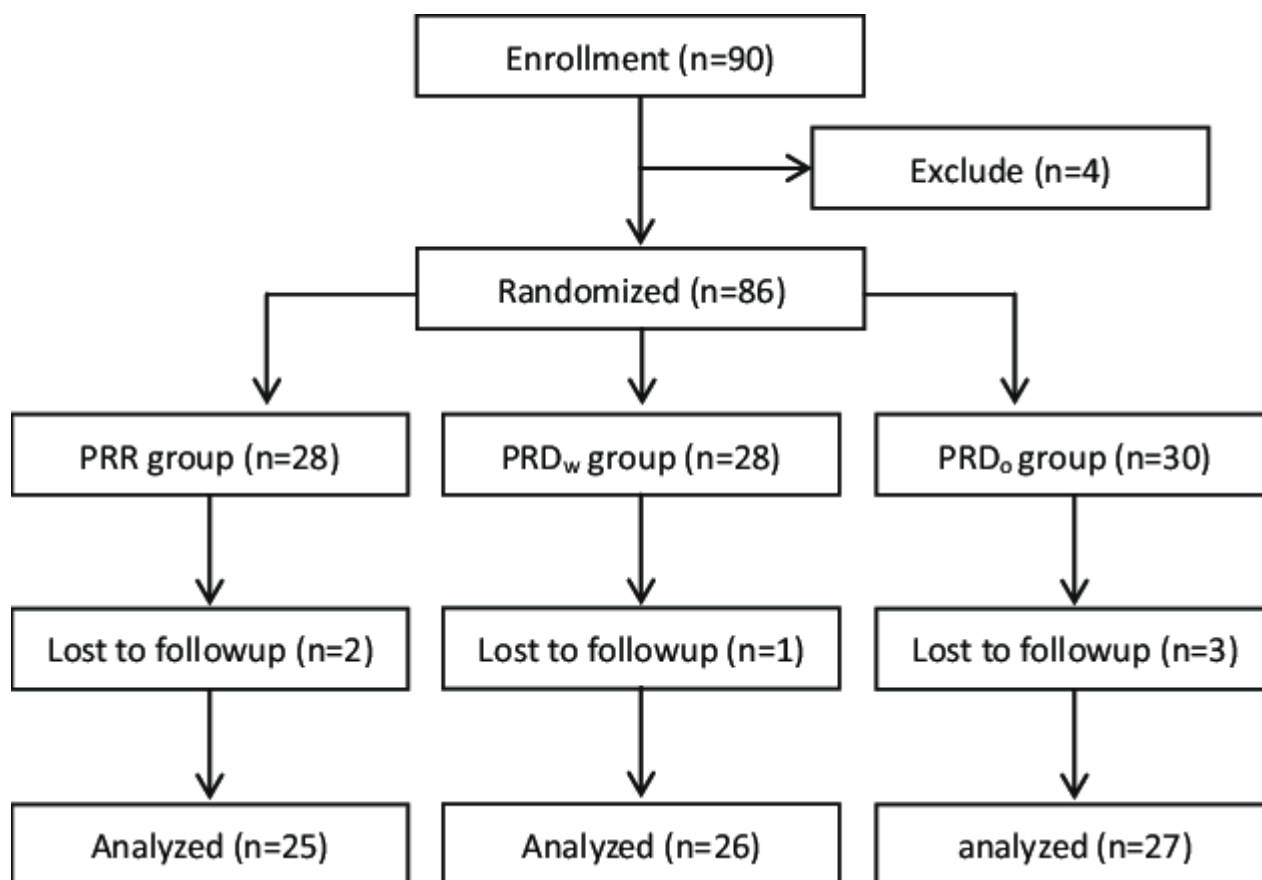 Enrollment (n=90)
Exclude (n=4)
Randomized (n=86)
PRR group (n=28)
PRDw group (n=28)
PRDo group (n=30)
Lost to followup (n=2)
Lost to followup (n=1)
Lost to followup (n=3)
Analyzed (n=25)
Analyzed (n=26)
analyzed (n=27)